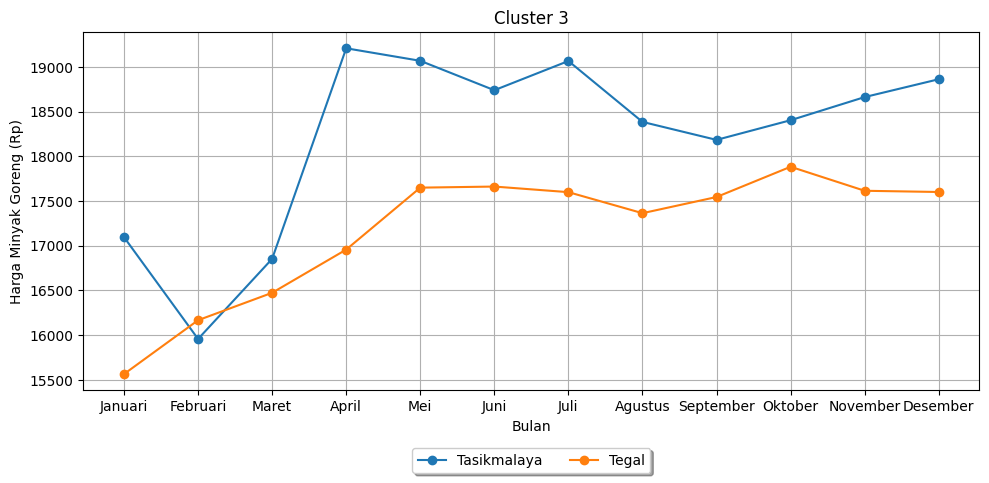 Cluster 3
Harga Minyak Goreng (Rp)
19000
18500
18000
17500
17000
16500
16000
15500
Januari Februari Maret April Mei Juni Juli Agustus September Oktober November Desember
Bulan
Tasikmalaya Tegal